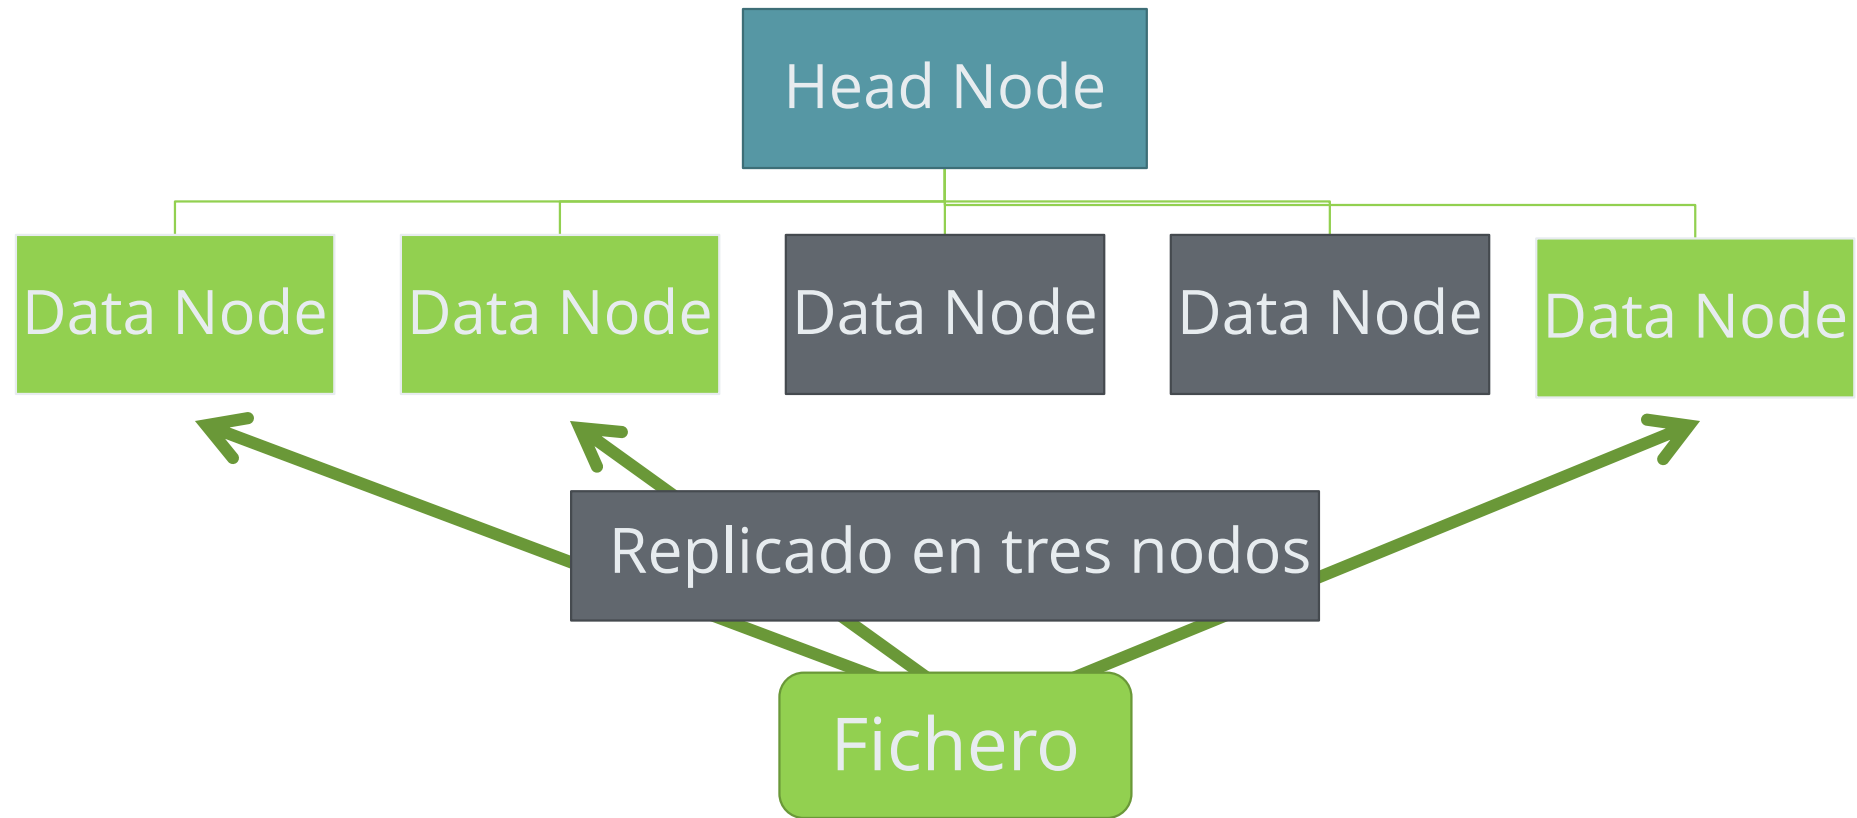 Head Node
Data Node
Data Node
Data Node
Data Node
Data Node
Replicado en tres nodos
Fichero